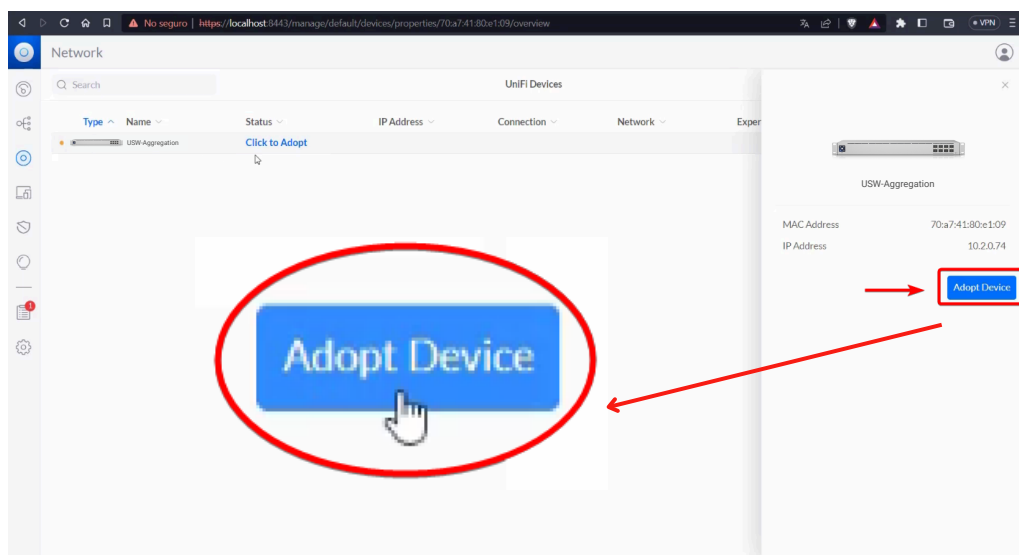 No seguro | https://localhost:8443/manage/default/devices/properties/70:a7:41:80:e1:09/overview
VPN
Network
Search
UniFi Devices
Type Name Status IP Address Connection Network Exper
USW-Aggregation Click to Adopt
USW-Aggregation
MAC Address 70:a7:41:80:e1:09
IP Address 10.2.0.74
Adopt Device
1
Adopt Device